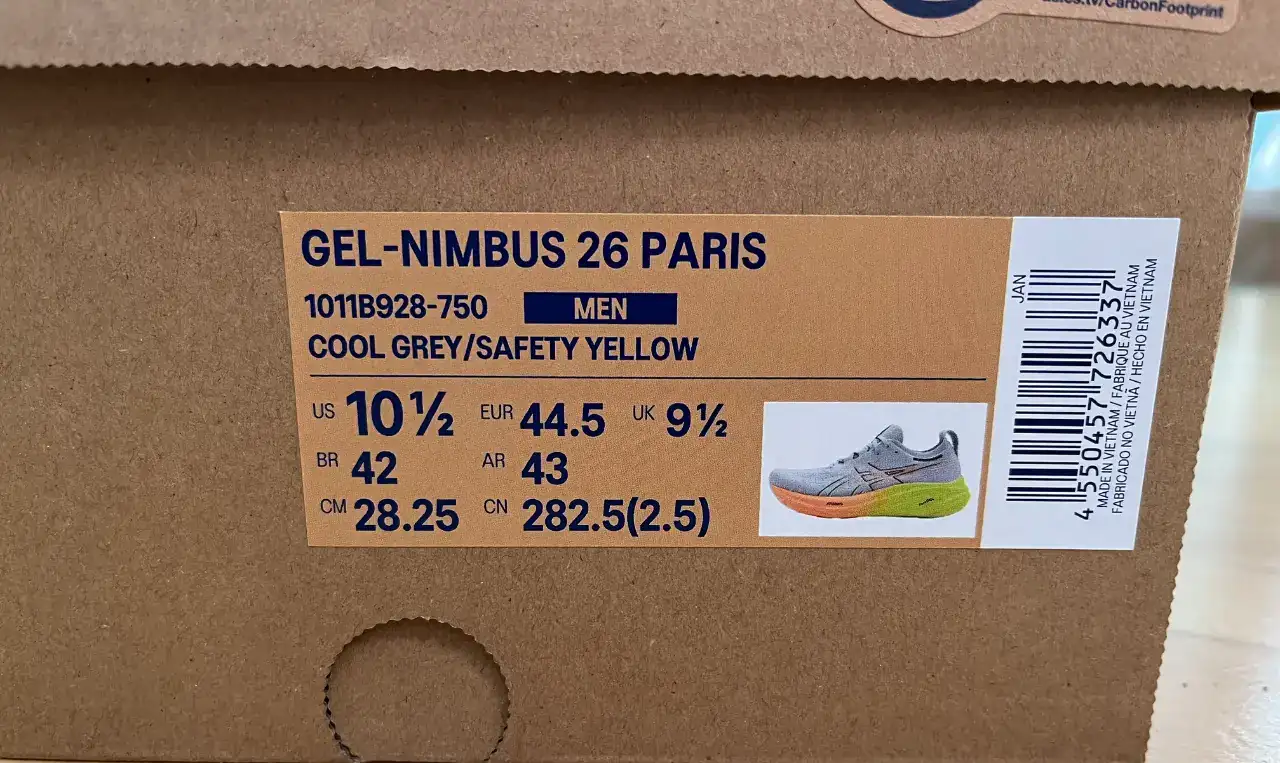 CarbonFootprint
GEL-NIMBUS 26 PARIS
1011B928-750 MEN
COOL GREY/SAFETY YELLOW
US 10½ EUR 44.5 UK 9½
BR 42 AR 43
CM 28.25 CN 282.5(2.5)
JAN
4 550457 726337
MADE IN VIETNAM / FABRIQUÉ AU VIETNAM
FABRICADO NO VIETNÃ / HECHO EN VIETNAM